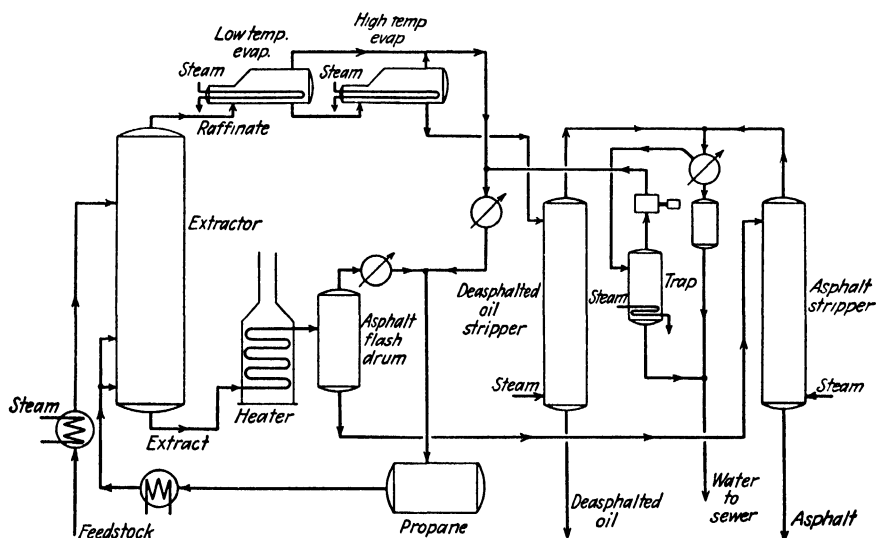 Low temp.
evap.
High temp
evap
Steam
Steam
Raffinate
Extractor
Deasphalted
oil
stripper
Trap
Steam
Asphalt
stripper
Asphalt
flash
drum
Heater
Steam
Steam
Steam
Extract
Feedstock
Propane
Deasphalted
oil
Water
to
sewer
Asphalt